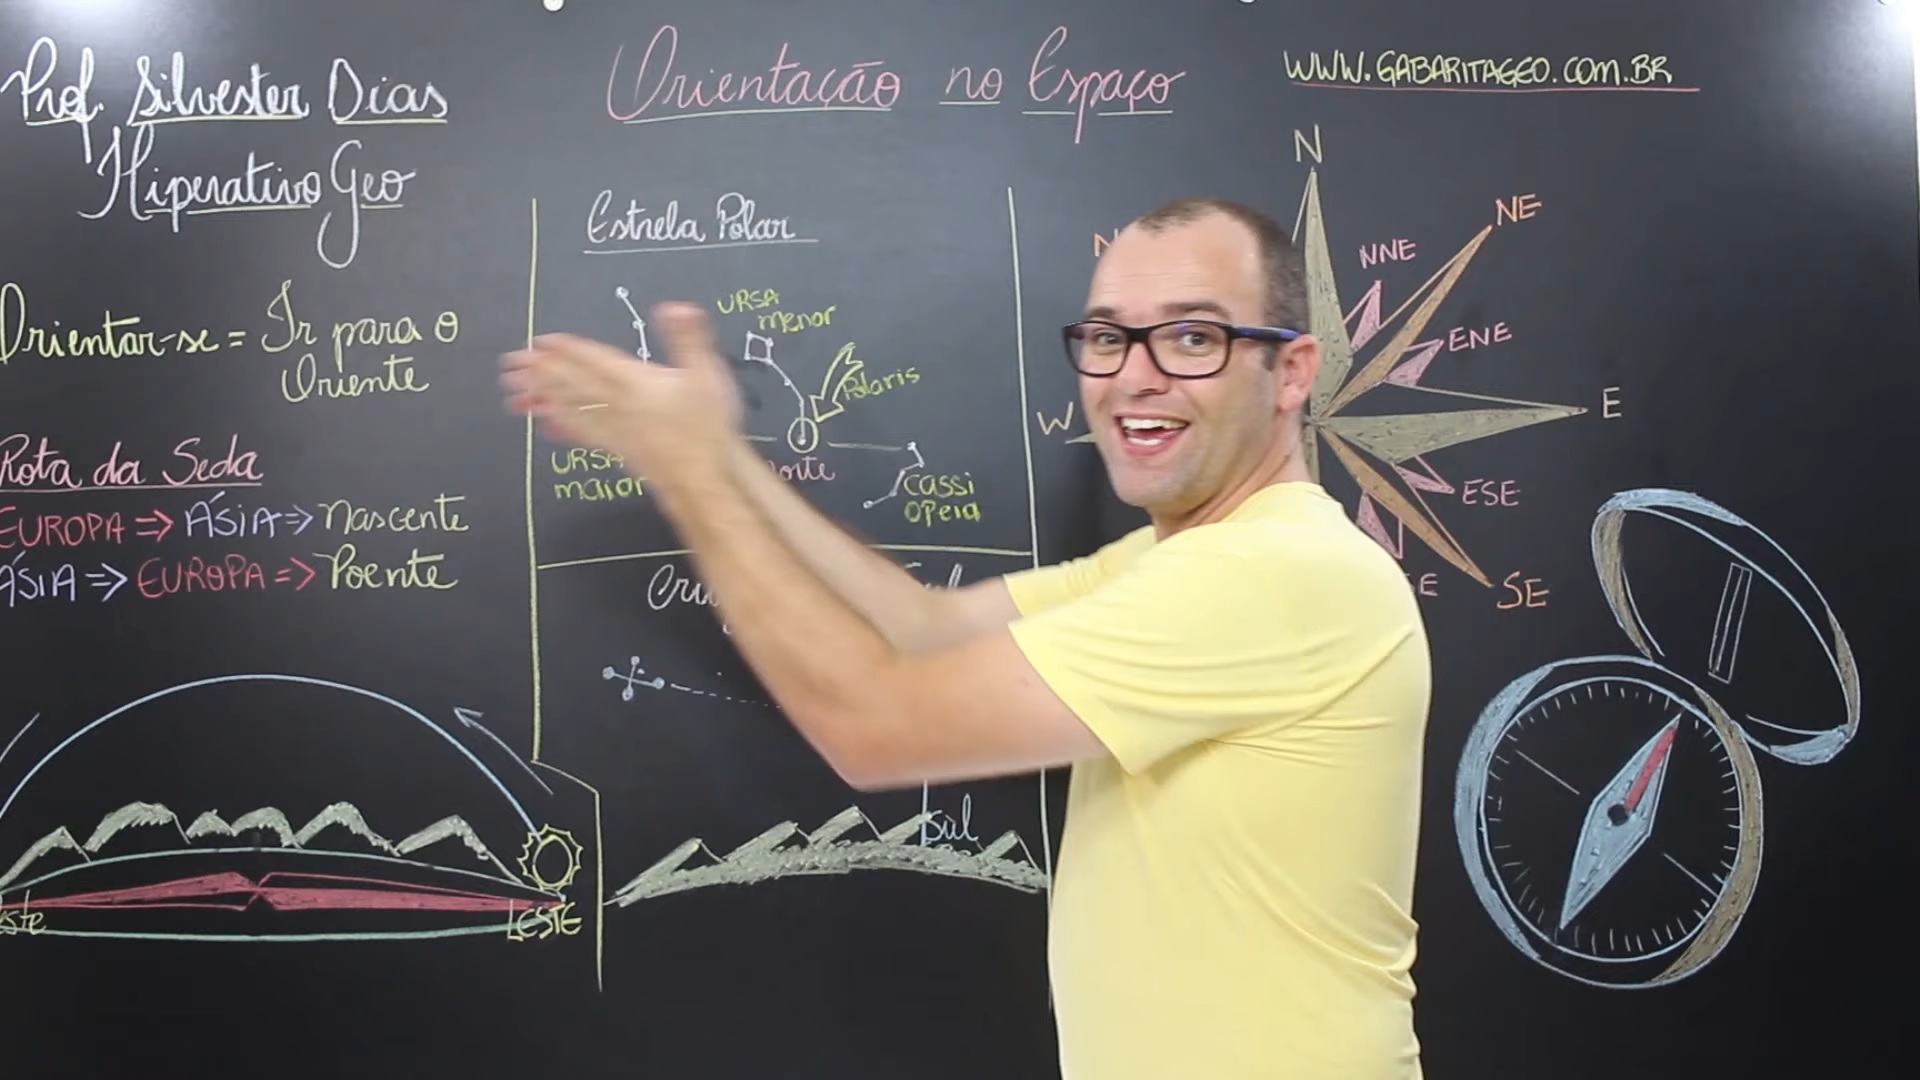 Prof. Silvester Dias
Hiperativo Geo
Orientação no Espaço
WWW.GABARITAGEO.COM.BR
Orientar-se = Ir para o
Oriente
Rota da Seda
EUROPA => ÁSIA => Nascente
ÁSIA => EUROPA => Poente
LESTE
Estrela Polar
URSA
menor
Polaris
URSA
maior
CASSI
OPEIA
Sul
N
NNE
NE
ENE
W
E
ESE
SE